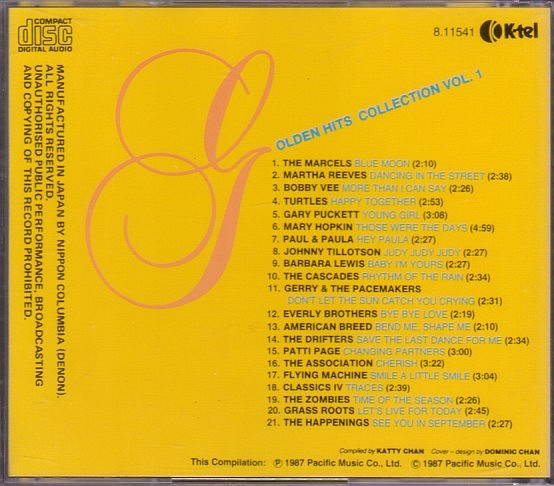 COMPACT
disc
DIGITAL AUDIO
8.11541 K-tel
GOLDEN HITS COLLECTION VOL. 1
MANUFACTURED IN JAPAN BY NIPPON COLUMBIA (DENON).
ALL RIGHTS RESERVED.
UNAUTHORISED PUBLIC PERFORMANCE, BROADCASTING
AND COPYING OF THIS RECORD PROHIBITED.
1. THE MARCELS BLUE MOON (2:10)
2. MARTHA REEVES DANCING IN THE STREET (2:38)
3. BOBBY VEE MORE THAN I CAN SAY (2:26)
4. TURTLES HAPPY TOGETHER (2:53)
5. GARY PUCKETT YOUNG GIRL (3:08)
6. MARY HOPKIN THOSE WERE THE DAYS (4:59)
7. PAUL & PAULA HEY PAULA (2:27)
8. JOHNNY TILLOTSON JUDY JUDY JUDY (2:27)
9. BARBARA LEWIS BABY I'M YOURS (2:27)
10. THE CASCADES RHYTHM OF THE RAIN (2:34)
11. GERRY & THE PACEMAKERS
DON'T LET THE SUN CATCH YOU CRYING (2:31)
12. EVERLY BROTHERS BYE BYE LOVE (2:19)
13. AMERICAN BREED BEND ME, SHAPE ME (2:10)
14. THE DRIFTERS SAVE THE LAST DANCE FOR ME (2:34)
15. PATTI PAGE CHANGING PARTNERS (3:00)
16. THE ASSOCIATION CHERISH (3:22)
17. FLYING MACHINE SMILE A LITTLE SMILE (3:04)
18. CLASSICS IV TRACES (2:39)
19. THE ZOMBIES TIME OF THE SEASON (2:26)
20. GRASS ROOTS LET'S LIVE FOR TODAY (2:45)
21. THE HAPPENINGS SEE YOU IN SEPTEMBER (2:27)
Compiled by KATTY CHAN Cover – design by DOMINIC CHAN
This Compilation: Ⓟ 1987 Pacific Music Co., Ltd. © 1987 Pacific Music Co., Ltd.